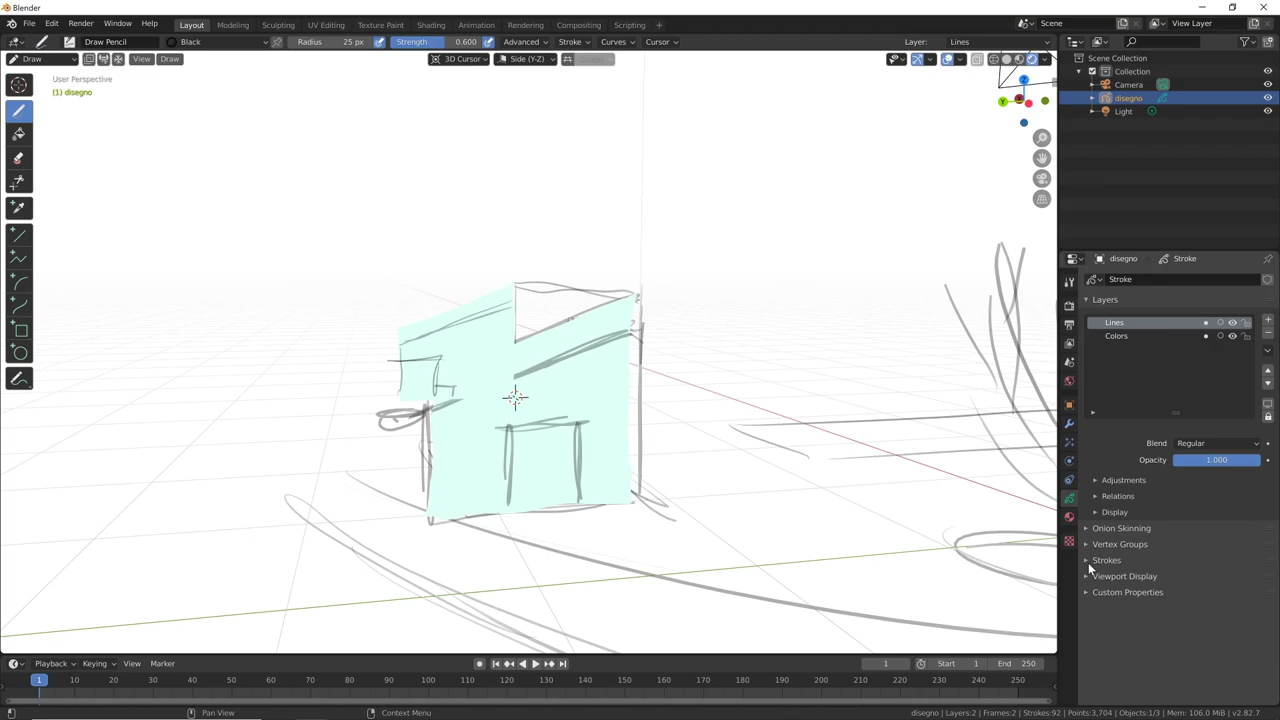 Blender
File Edit Render Window Help Layout Modeling Sculpting UV Editing Texture Paint Shading Animation Rendering Compositing Scripting + Scene View Layer
Draw Pencil Black Radius 25 px Strength 0.600 Advanced Stroke Curves Cursor Layer: Lines
Draw View Draw 3D Cursor Side (Y-Z)
User Perspective
(1) disegno
Z
Y
Scene Collection
Collection
Camera
disegno
Light
disegno Stroke
Stroke
Layers
Lines
Colors
Blend Regular
Opacity 1.000
Adjustments
Relations
Display
Onion Skinning
Vertex Groups
Strokes
Viewport Display
Custom Properties
Playback Keying View Marker 1 Start 1 End 250
1 10 20 30 40 50 60 70 80 90 100 110 120 130 140 150 160 170 180 190 200 210 220 230 240 250
Pan View Context Menu disegno | Layers:2 | Frames:2 | Strokes:92 | Points:3,704 | Objects:1/3 | Mem: 106.0 MiB | v2.82.7